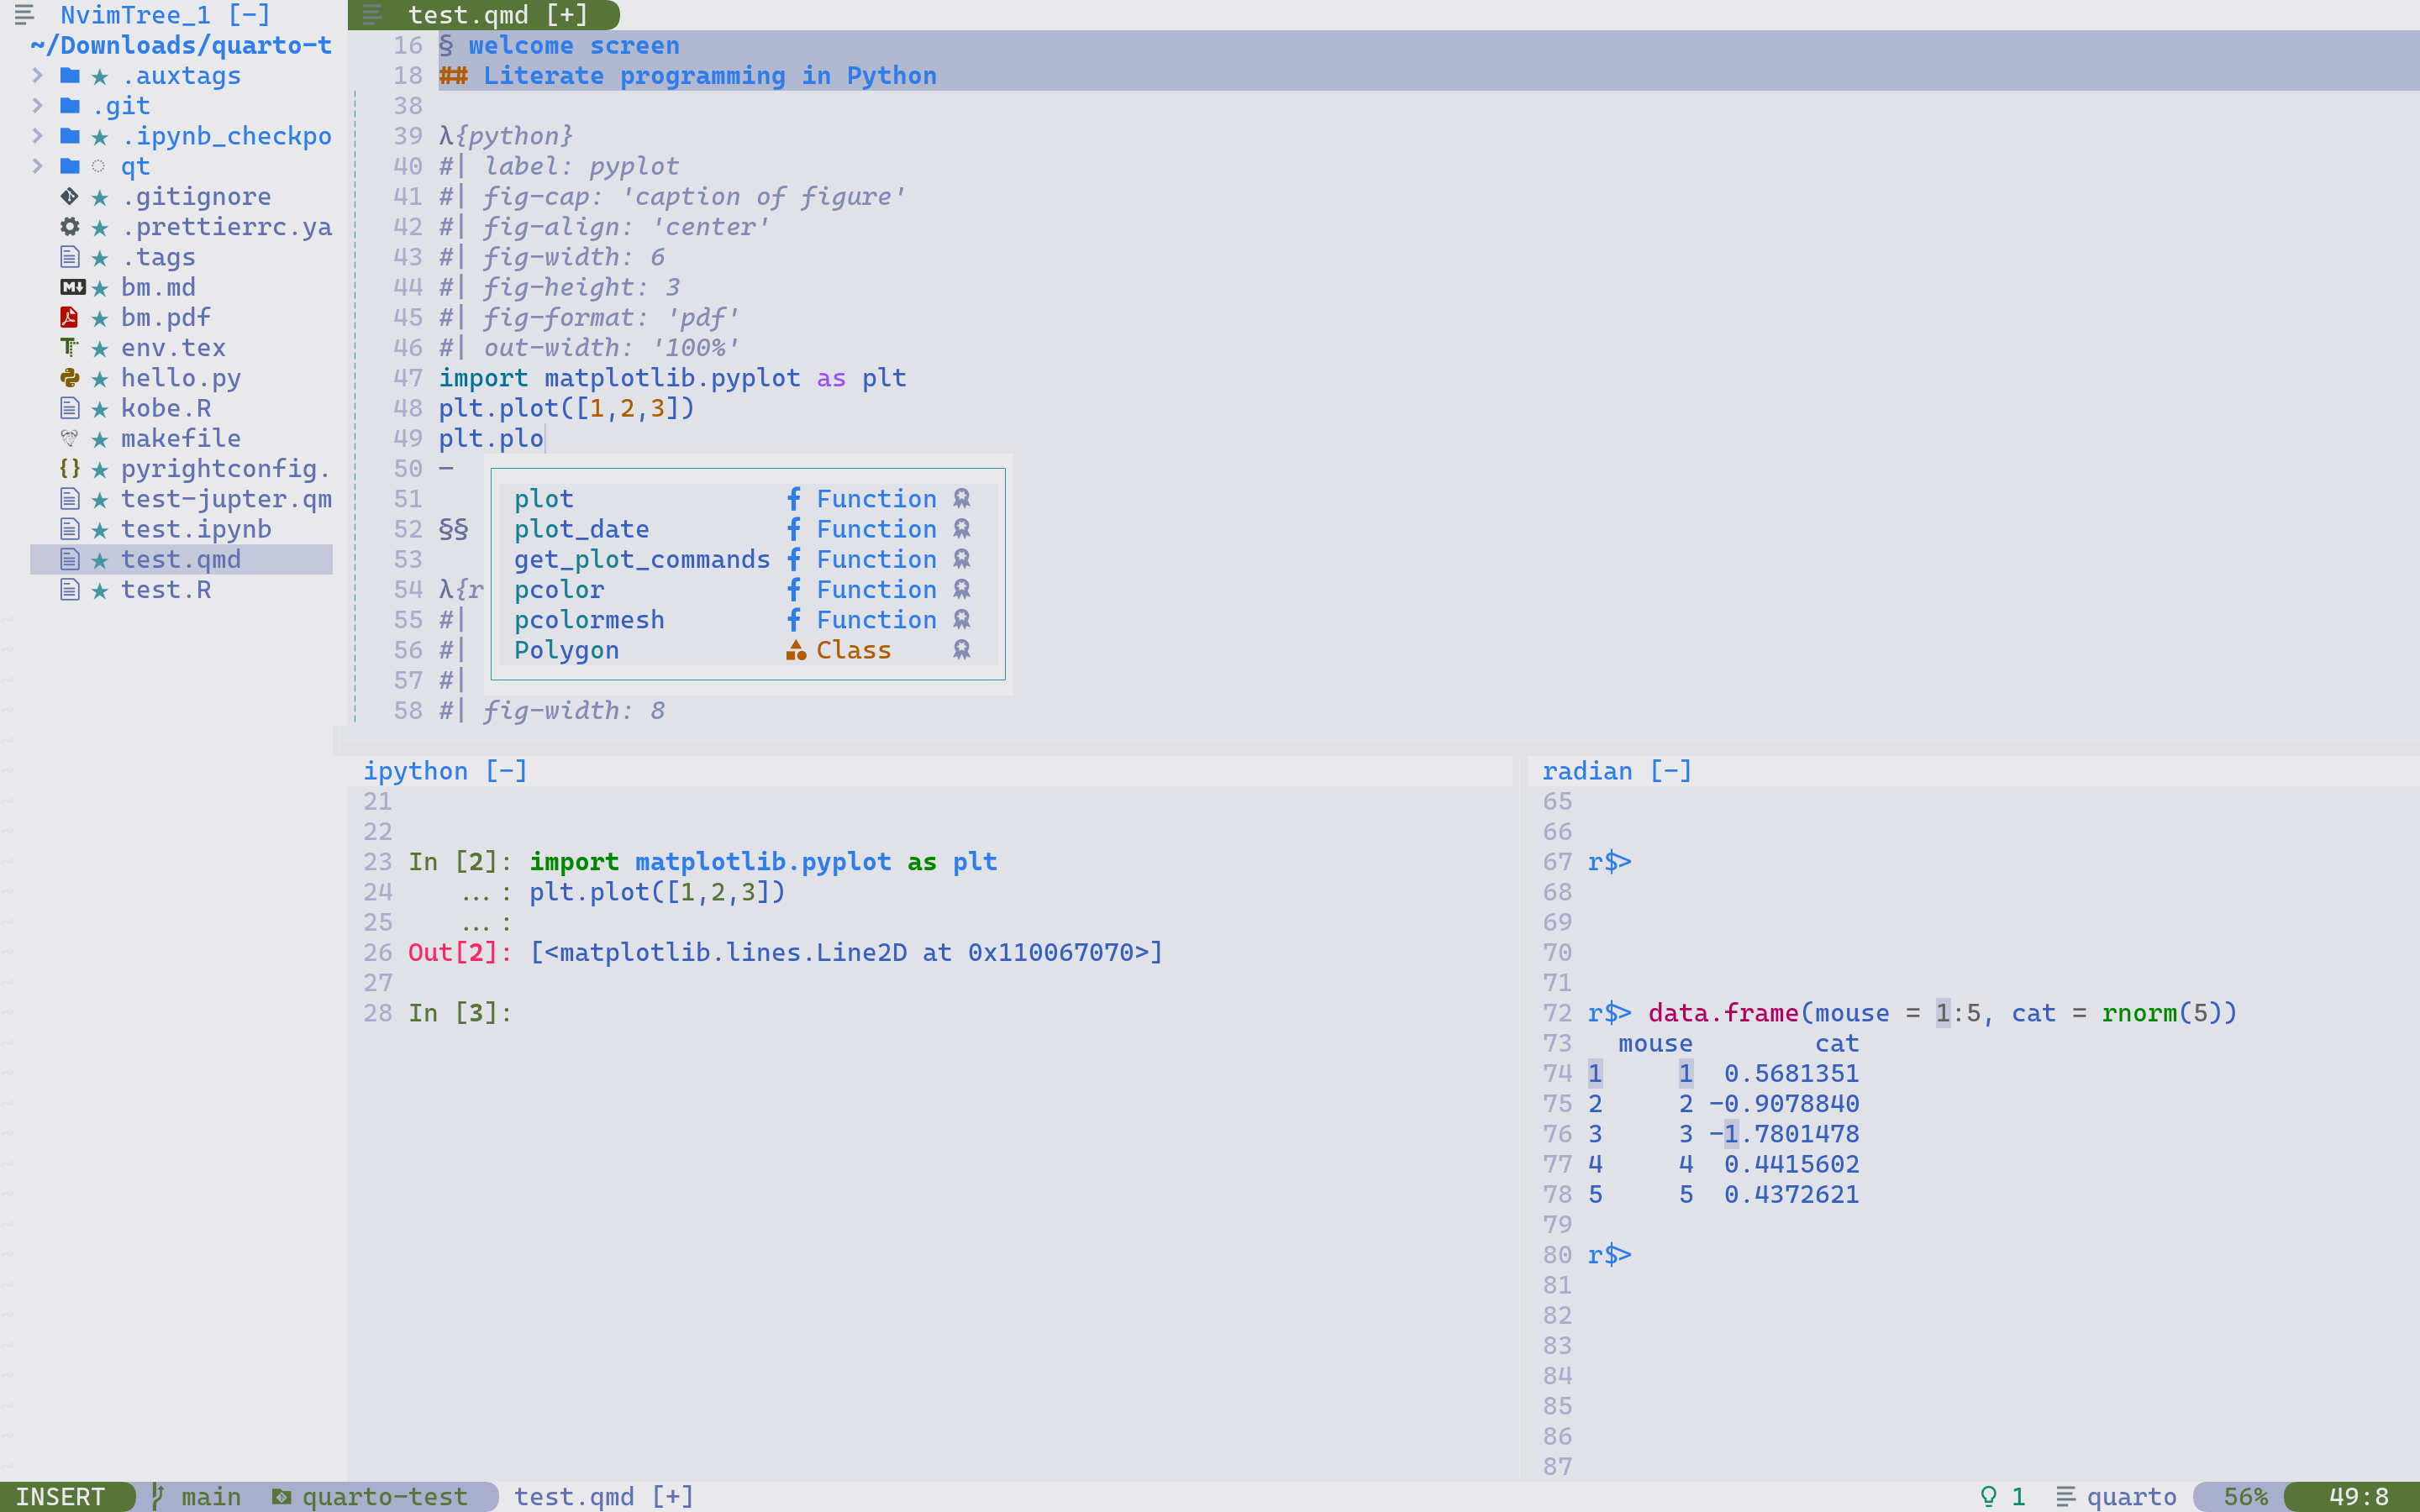 NvimTree_1 [-]
~/Downloads/quarto-t
.auxtags
.git
.ipynb_checkpo
qt
.gitignore
.prettierrc.ya
.tags
bm.md
bm.pdf
env.tex
hello.py
kobe.R
makefile
pyrightconfig.
test-jupter.qm
test.ipynb
test.qmd
test.R
test.qmd [+]
16 § welcome screen
18 ## Literate programming in Python
38
39 λ{python}
40 #| label: pyplot
41 #| fig-cap: 'caption of figure'
42 #| fig-align: 'center'
43 #| fig-width: 6
44 #| fig-height: 3
45 #| fig-format: 'pdf'
46 #| out-width: '100%'
47 import matplotlib.pyplot as plt
48 plt.plot([1,2,3])
49 plt.plo
50 —
51
52 §§
53
54 λ{r
55 #|
56 #|
57 #|
58 #| fig-width: 8
plot Function
plot_date Function
get_plot_commands Function
pcolor Function
pcolormesh Function
Polygon Class
ipython [-]
21
22
23 In [2]: import matplotlib.pyplot as plt
24 ...: plt.plot([1,2,3])
25 ...:
26 Out[2]: [<matplotlib.lines.Line2D at 0x110067070>]
27
28 In [3]:
radian [-]
65
66
67 r$>
68
69
70
71
72 r$> data.frame(mouse = 1:5, cat = rnorm(5))
73 mouse cat
74 1 1 0.5681351
75 2 2 -0.9078840
76 3 3 -1.7801478
77 4 4 0.4415602
78 5 5 0.4372621
79
80 r$>
81
82
83
84
85
86
87
INSERT main quarto-test test.qmd [+] 1 quarto 56% 49:8